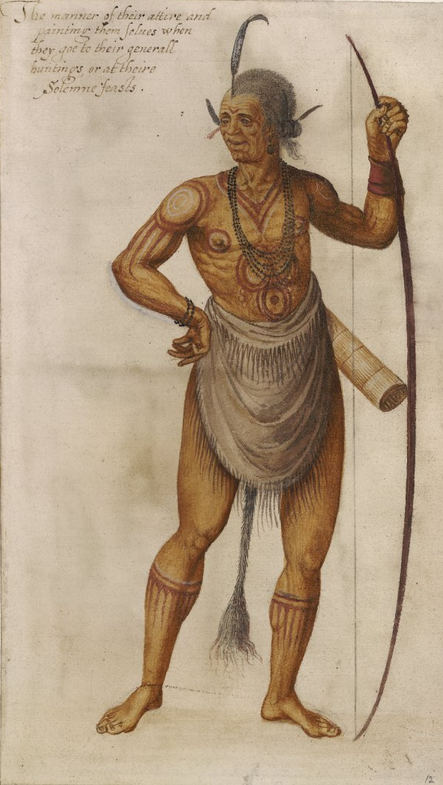 The manner of their attire and
painting them selues when
they goe to their generall
huntings or at theire
Solemne feasts.
12